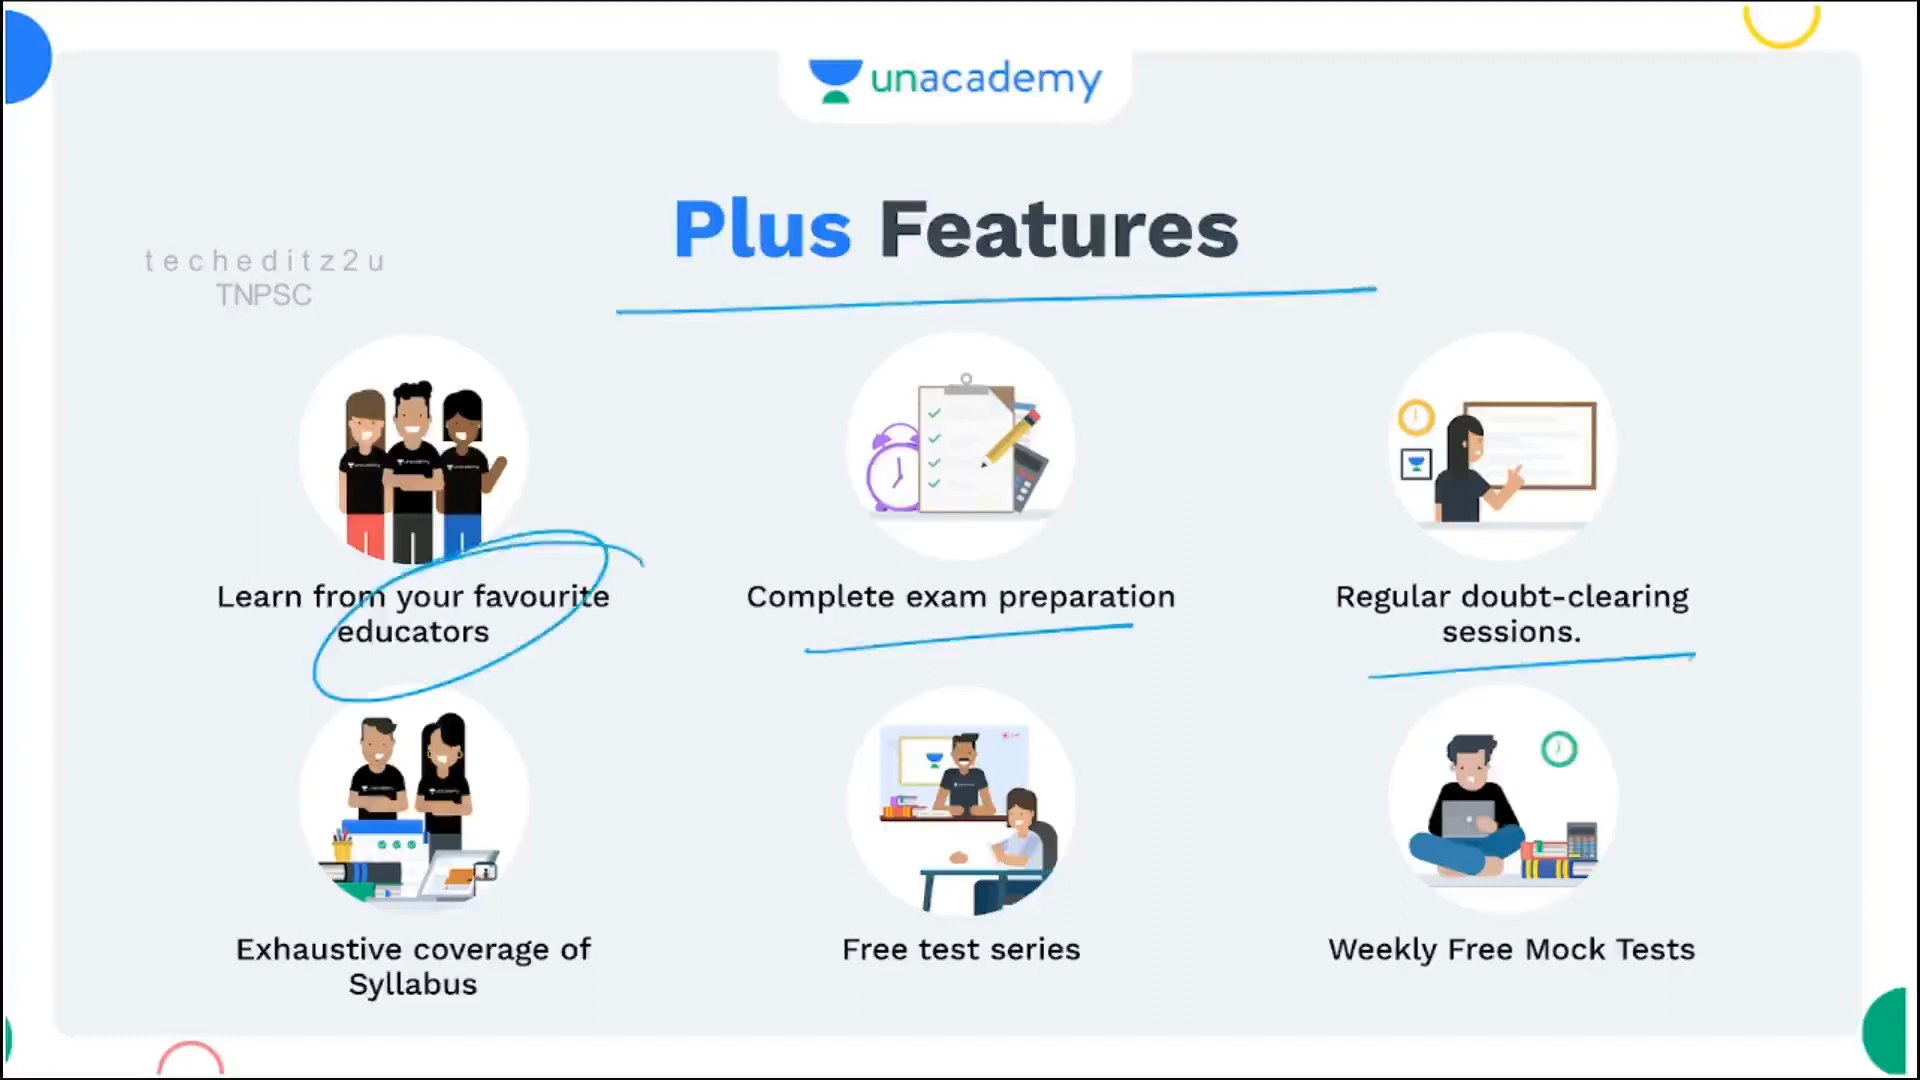 unacademy
Plus Features
techeditz2u
TNPSC
Learn from your favourite
educators
Complete exam preparation
Regular doubt-clearing
sessions.
Exhaustive coverage of
Syllabus
Free test series
Weekly Free Mock Tests